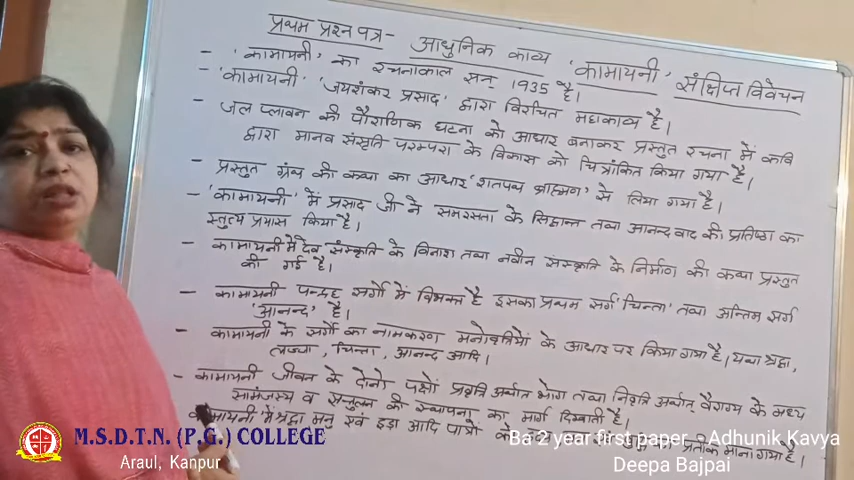 प्रथम प्रश्न पत्र- आधुनिक काव्य 'कामायनी' संक्षिप्त विवेचन
- 'कामायनी' का रचनाकाल सन् 1935 है।
- 'कामायनी' 'जयशंकर प्रसाद' द्वारा विरचित महाकाव्य है।
- जल प्लावन की पौराणिक घटना को आधार बनाकर प्रस्तुत रचना में कवि
द्वारा मानव संस्कृति परम्परा के विकास को चित्रांकित किया गया है।
- प्रस्तुत ग्रंथ की कथा का आधार 'शतपथ ब्राह्मण' से लिया गया है।
- 'कामायनी' में प्रसाद जी ने समरसता के सिद्धान्त तथा आनन्दवाद की प्रतिष्ठा का
स्तुत्य प्रयास किया है।
- कामायनी में देव संस्कृति के विनाश तथा नवीन संस्कृति के निर्माण की कथा प्रस्तुत
की गई है।
- कामायनी पन्द्रह सर्गों में विभक्त है इसका प्रथम सर्ग 'चिन्ता' तथा अन्तिम सर्ग
'आनन्द' है।
- कामायनी के सर्गों का नामकरण मनोवृत्तियों के आधार पर किया गया है। यथा श्रद्धा,
लज्जा, चिन्ता, आनन्द आदि।
- कामायनी जीवन के दोनों पक्षों प्रवृत्ति अर्थात भोग तथा निवृत्ति अर्थात् वैराग्य के मध्य
सामंजस्य व सन्तुलन की स्थापना का मार्ग दिखाती है।
कामायनी में श्रद्धा मनु एवं इड़ा आदि पात्रों को का प्रतीक माना गया है।
M.S.D.T.N. (P.G.) COLLEGE
Araul, Kanpur
Ba 2 year first paper - Adhunik Kavya
Deepa Bajpai